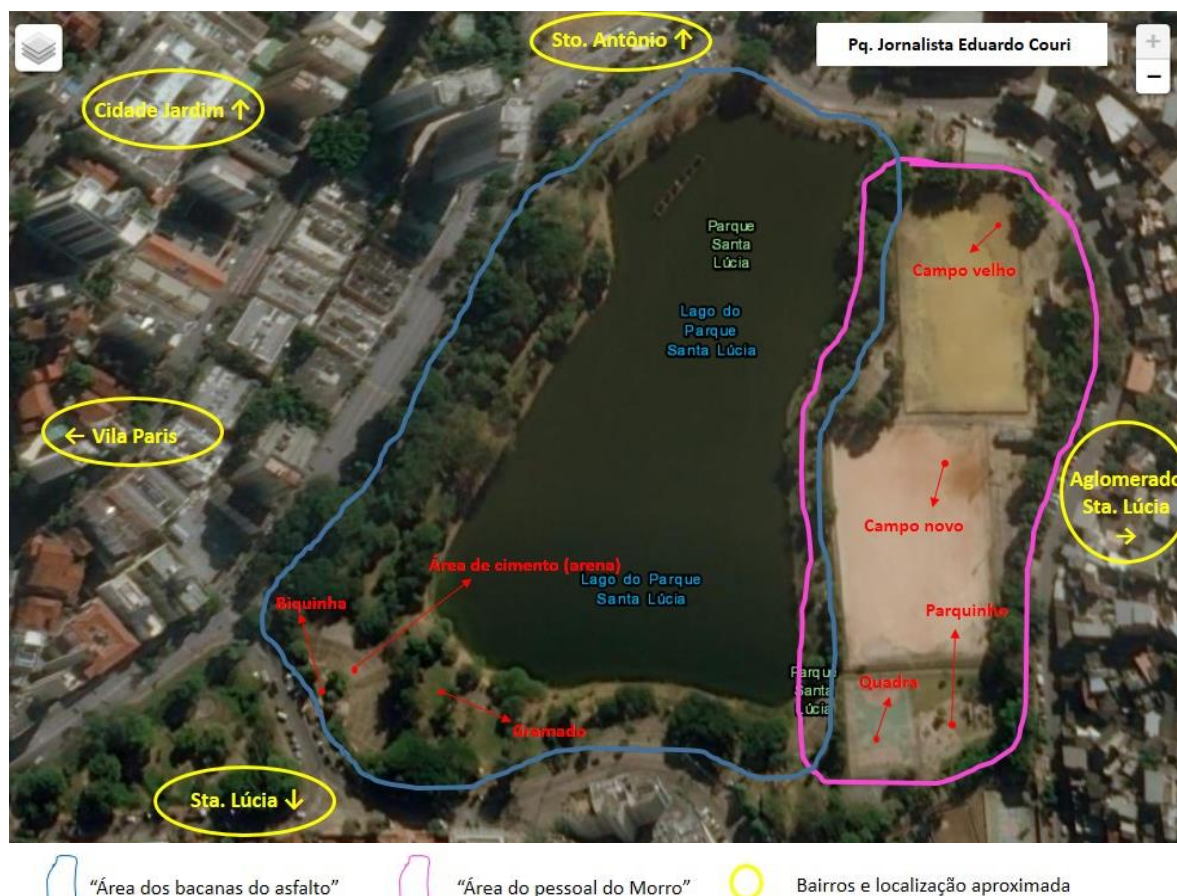 Sto. Antônio ↑
Pq. Jornalista Eduardo Couri
+
−
Cidade Jardim ↑
Parque
Santa
Lúcia
Campo velho
Lago do
Parque
Santa Lúcia
← Vila Paris
Aglomerado
Sta. Lúcia
→
Campo novo
Área de cimento (arena)
Lago do Parque
Santa Lúcia
Biquinha
Parquinho
Parque
Santa
Lúcia
Quadra
Gramado
Sta. Lúcia ↓
“Área dos bacanas do asfalto”
“Área do pessoal do Morro”
Bairros e localização aproximada